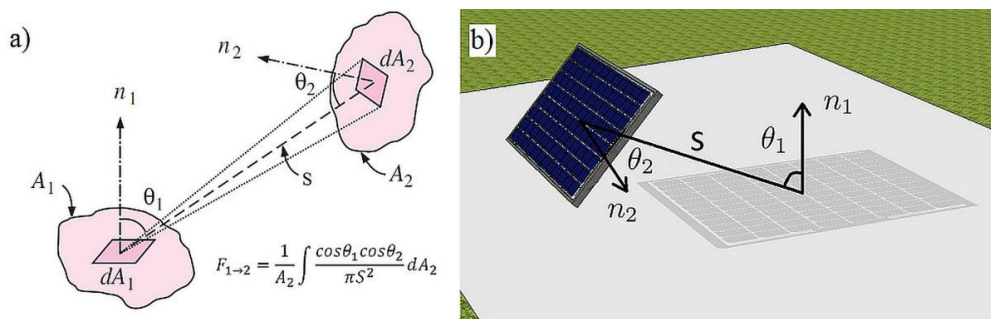 a)
n₂
dA₂
θ₂
n₁
A₁
θ₁
S
A₂
dA₁
F₁→₂ = 1/A₂ ∫ cosθ₁cosθ₂/πS² dA₂
b)
n₁
S
θ₁
θ₂
n₂